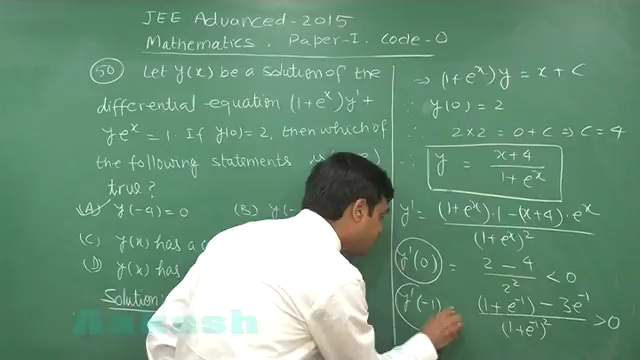 JEE Advanced-2015
Mathematics. Paper-I. Code-0
50 Let y(x) be a solution of the
differential equation (1+e^x)y' +
ye^x = 1. If y(0)=2, then which of
the following statements
true?
(A) y(-4)=0 (B) y(-
(C) y(x) has a c
(D) y(x) has
Solution:
⇒ (1+e^x)y = x + C
∵ y(0) = 2
∴ 2×2 = 0+C ⇒ C=4
∴ y = (x+4)/(1+e^x)
y' = ((1+e^x)·1-(x+4)·e^x)/(1+e^x)^2
y'(0) = (2-4)/2^2 < 0
y'(-1) = ((1+e^-1) - 3e^-1)/(1+e^-1)^2 > 0
Aakash